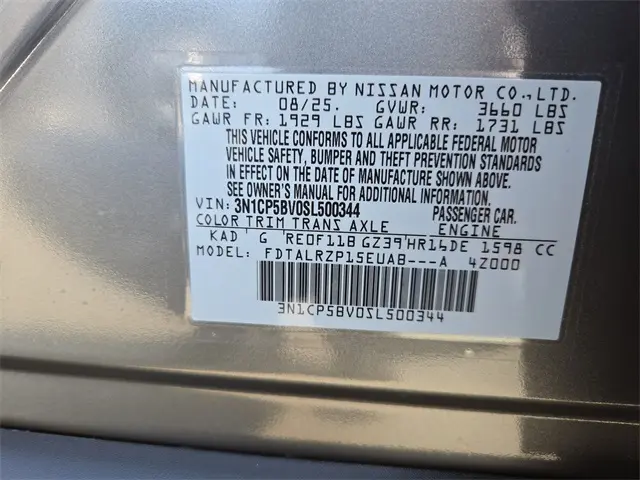 MANUFACTURED BY NISSAN MOTOR CO., LTD.
DATE: 08/25. GVWR: 3660 LBS
GAWR FR: 1929 LBS GAWR RR: 1731 LBS
THIS VEHICLE CONFORMS TO ALL APPLICABLE FEDERAL MOTOR
VEHICLE SAFETY, BUMPER AND THEFT PREVENTION STANDARDS
IN EFFECT ON THE DATE OF MANUFACTURE SHOWN ABOVE.
SEE OWNER'S MANUAL FOR ADDITIONAL INFORMATION.
VIN: 3N1CP5BV0SL500344 PASSENGER CAR.
COLOR TRIM TRANS AXLE ENGINE
KAD G RE0F11B GZ39 HR16DE 1598 CC
MODEL: FDTALRZP15EUAB---A 4Z000
3N1CP5BV0SL500344